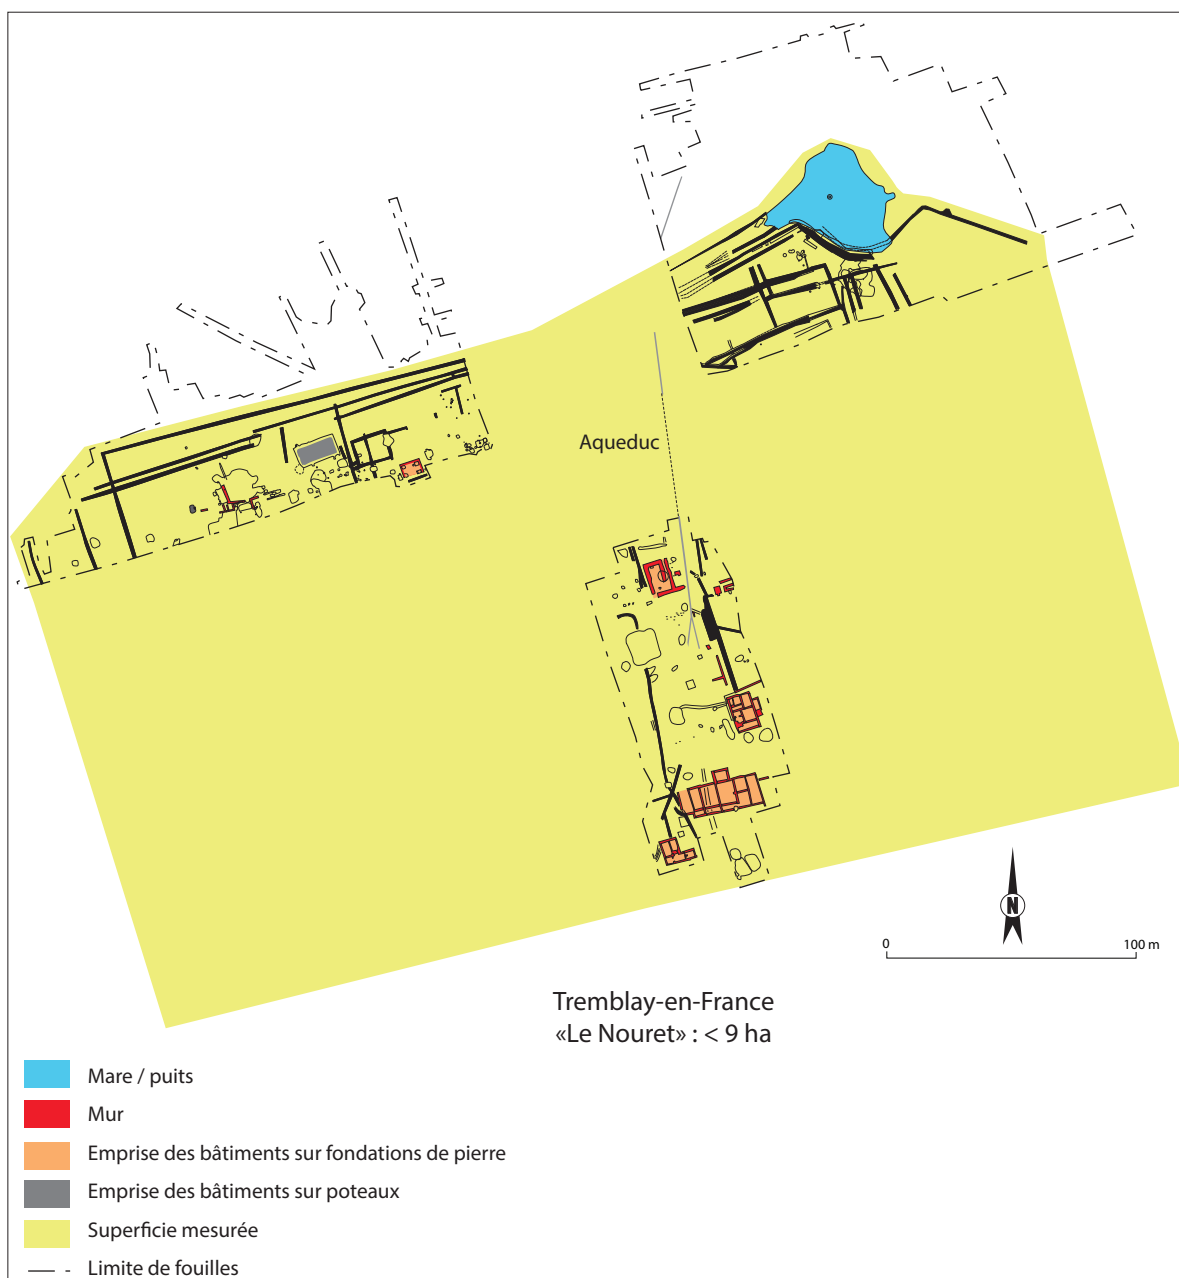 Aqueduc
N
0 100 m
Tremblay-en-France
«Le Nouret» : < 9 ha
Mare / puits
Mur
Emprise des bâtiments sur fondations de pierre
Emprise des bâtiments sur poteaux
Superficie mesurée
Limite de fouilles